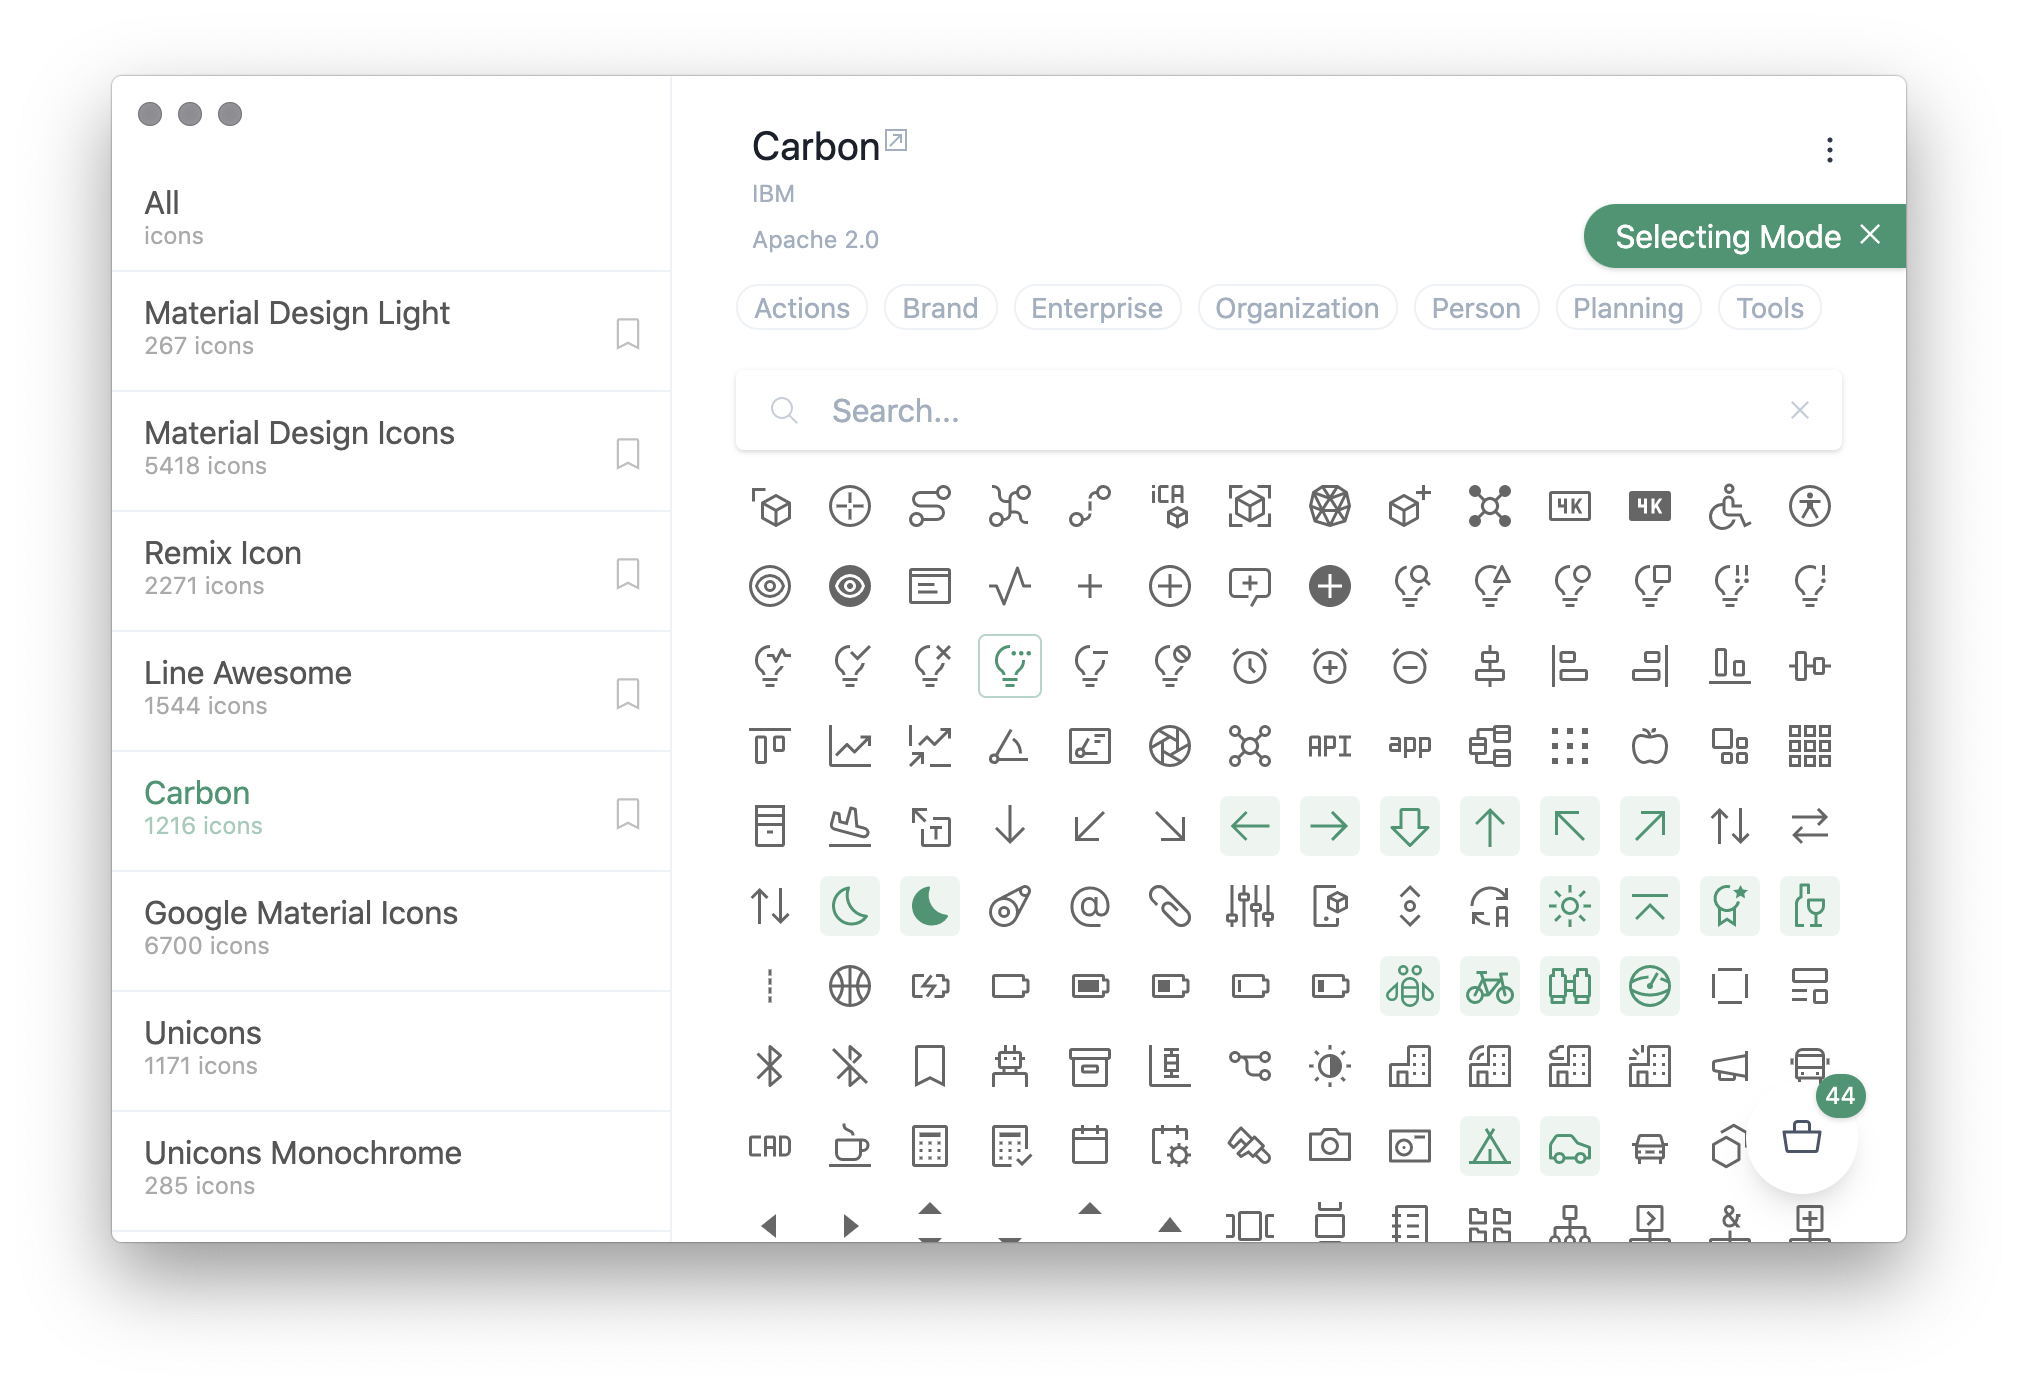 All
icons
Material Design Light
267 icons
Material Design Icons
5418 icons
Remix Icon
2271 icons
Line Awesome
1544 icons
Carbon
1216 icons
Google Material Icons
6700 icons
Unicons
1171 icons
Unicons Monochrome
285 icons
Carbon
IBM
Apache 2.0
Selecting Mode
Actions Brand Enterprise Organization Person Planning Tools
Search...
iCA 4K 4K
API app
T
@ A
CAD
&
44